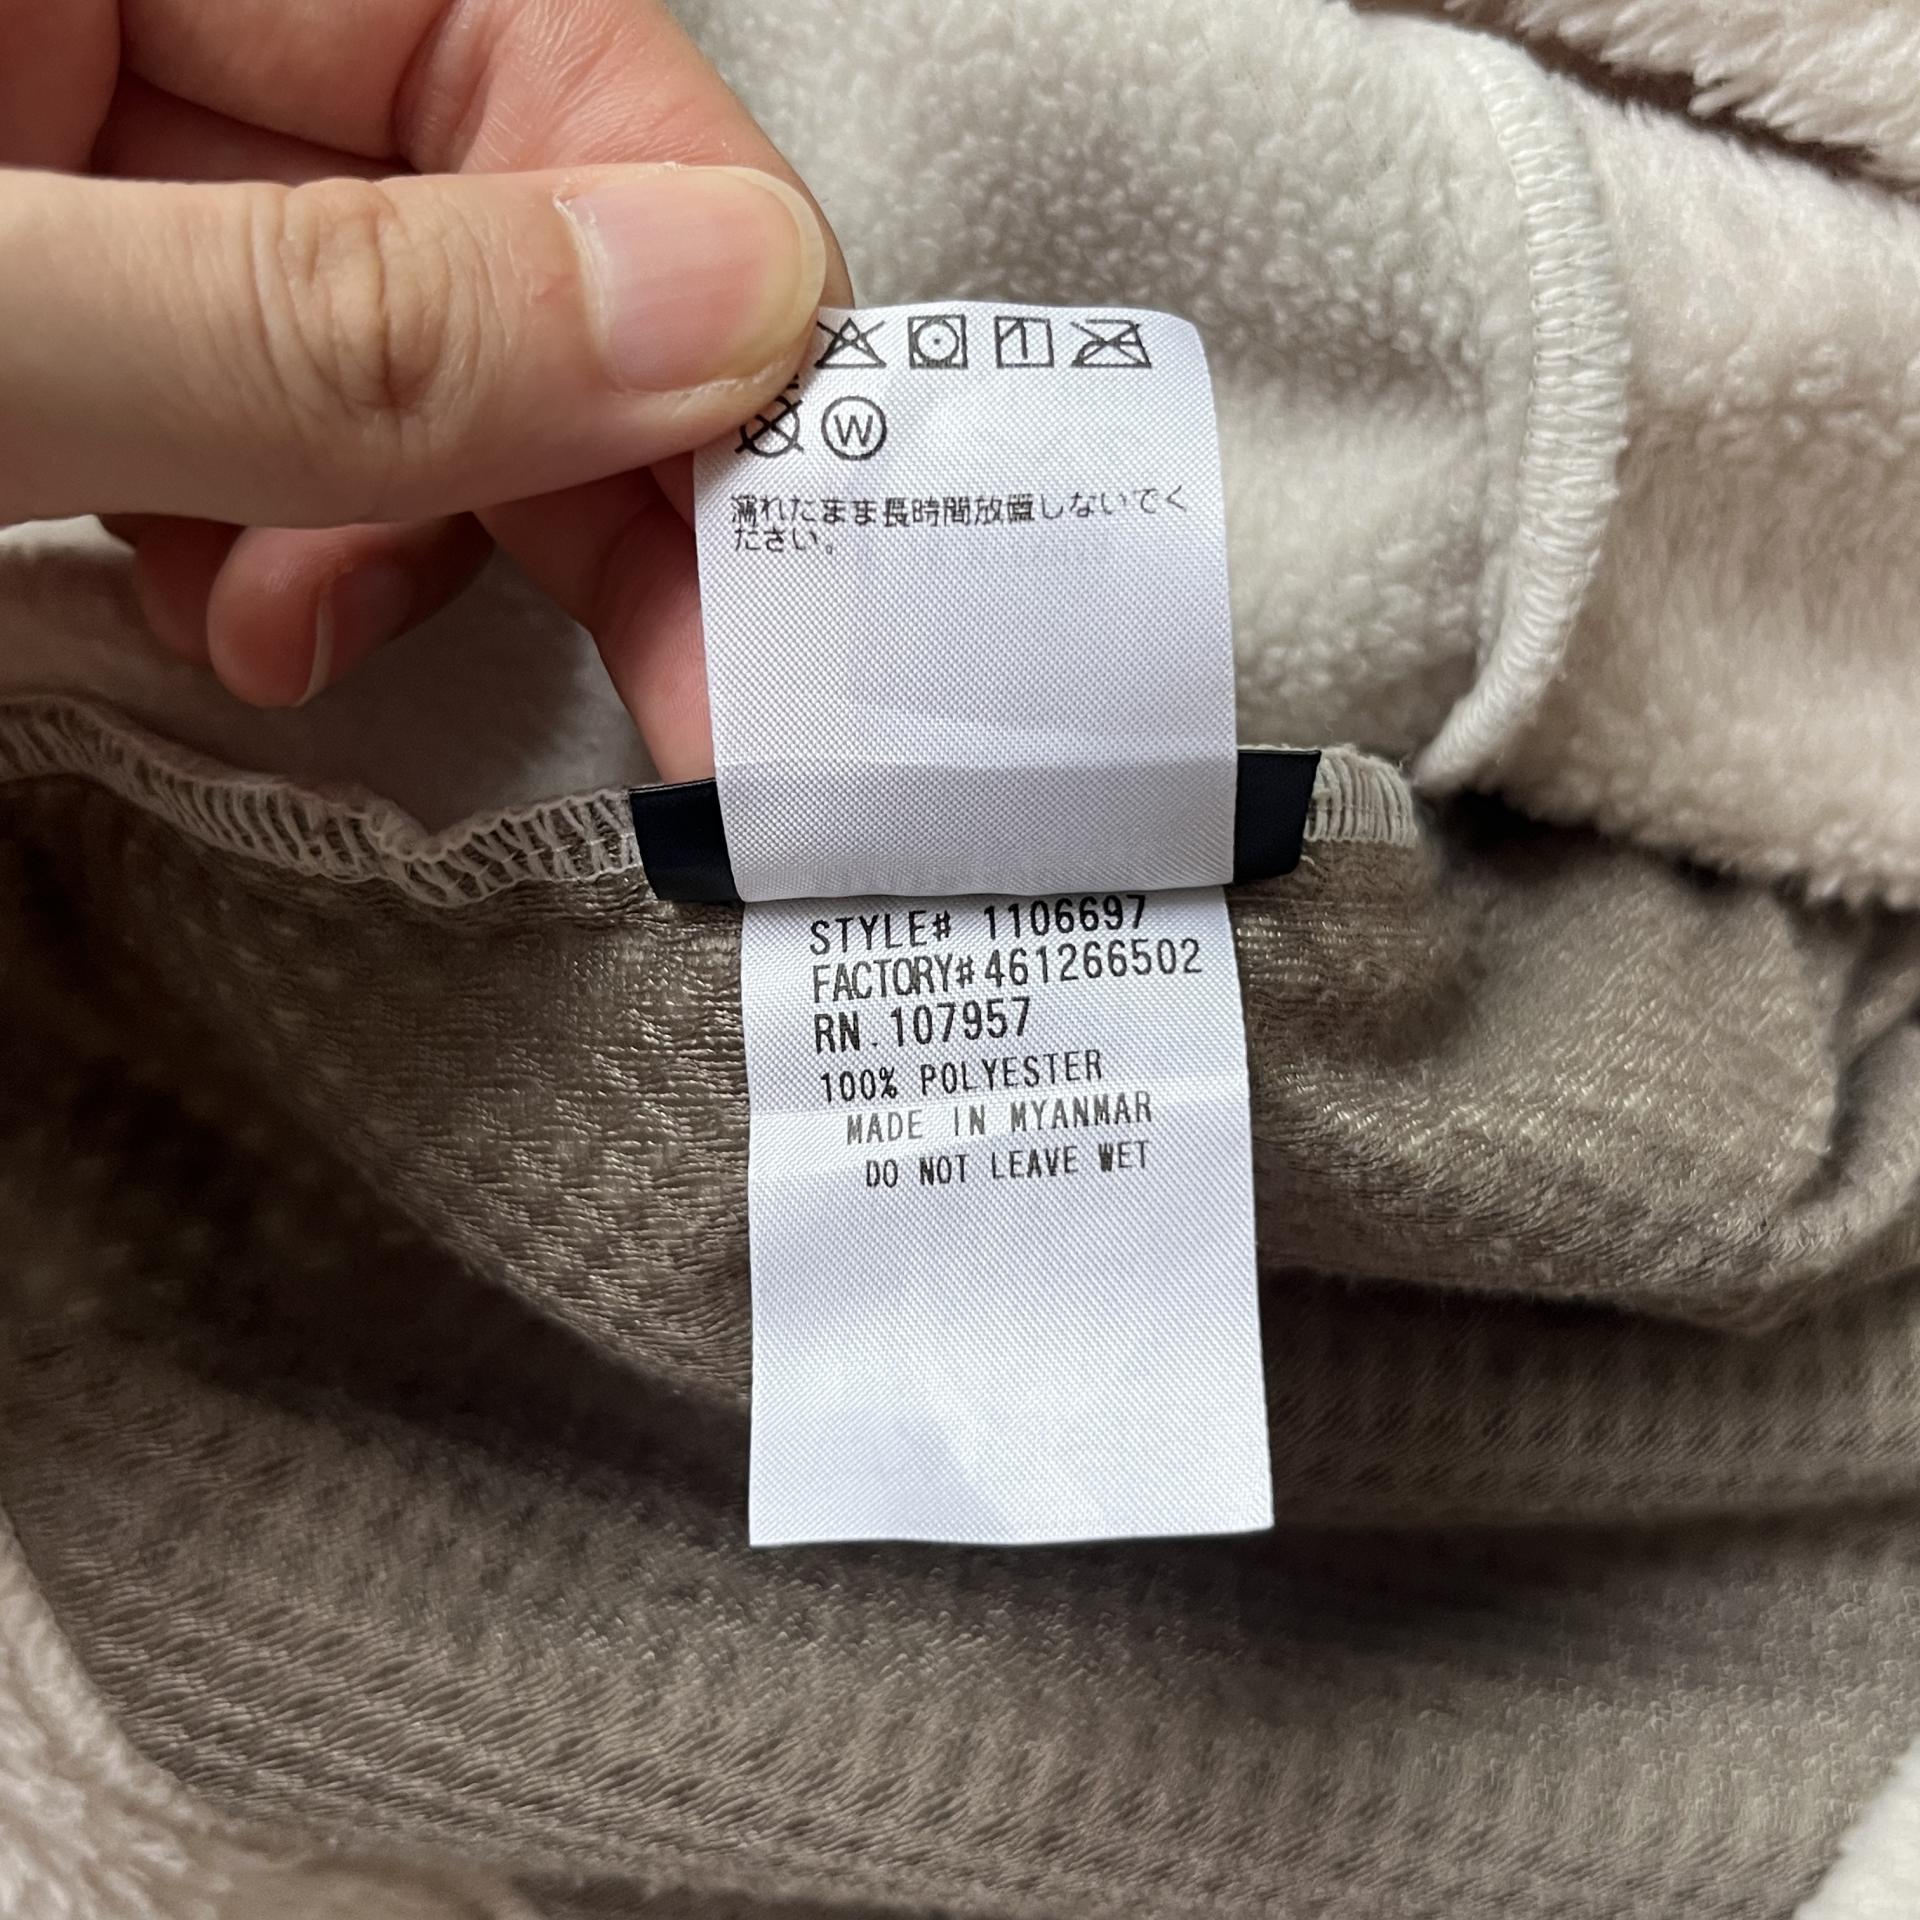 W
濡れたまま長時間放置しないでく
ださい。
STYLE# 1106697
FACTORY#461266502
RN.107957
100% POLYESTER
MADE IN MYANMAR
DO NOT LEAVE WET